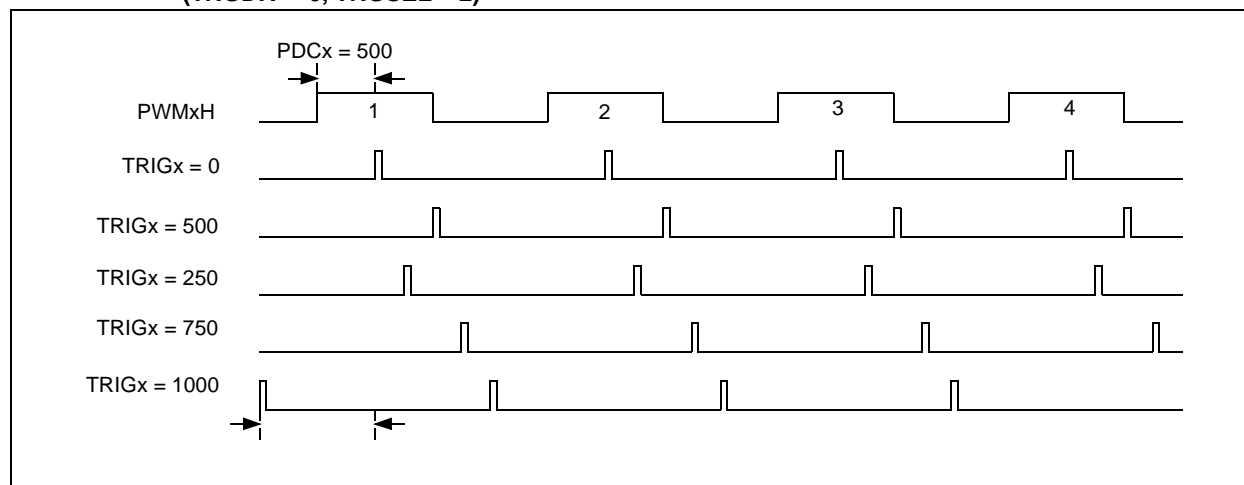 PDCx = 500
PWMxH
1 2 3 4
TRIGx = 0
TRIGx = 500
TRIGx = 250
TRIGx = 750
TRIGx = 1000